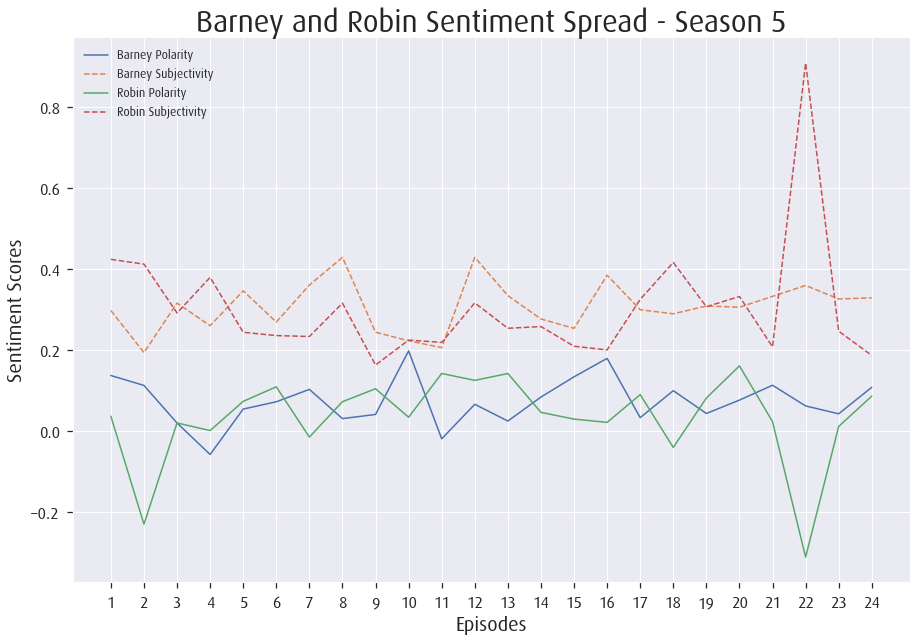 Barney and Robin Sentiment Spread - Season 5
Barney Polarity
Barney Subjectivity
Robin Polarity
Robin Subjectivity
Sentiment Scores
0.8
0.6
0.4
0.2
0.0
−0.2
1 2 3 4 5 6 7 8 9 10 11 12 13 14 15 16 17 18 19 20 21 22 23 24
Episodes